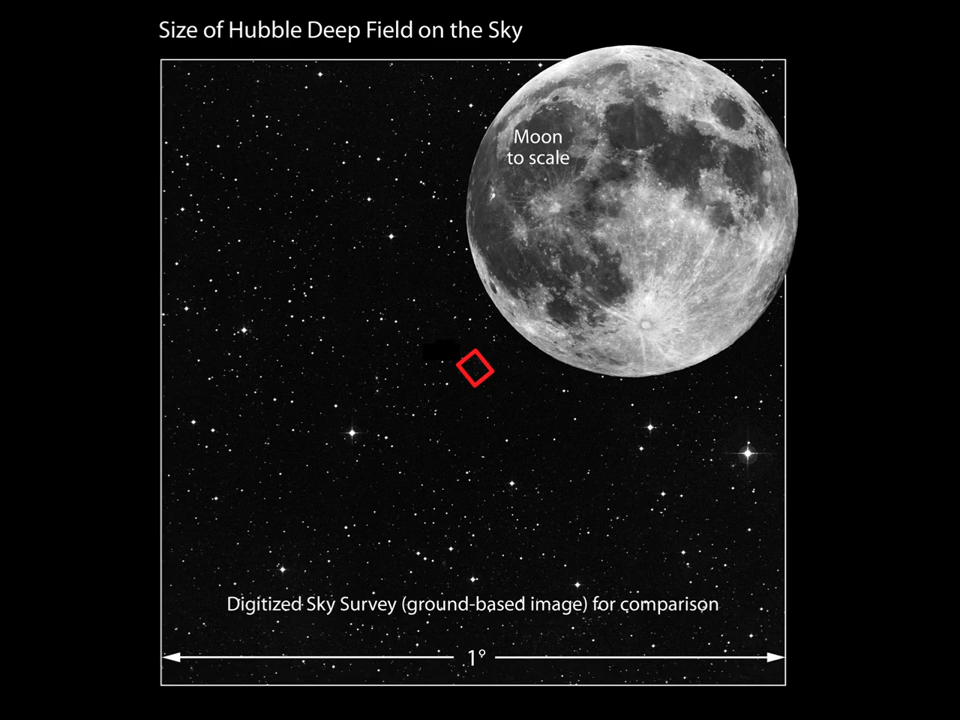 Size of Hubble Deep Field on the Sky
Moon
to scale
Digitized Sky Survey (ground-based image) for comparison
1°